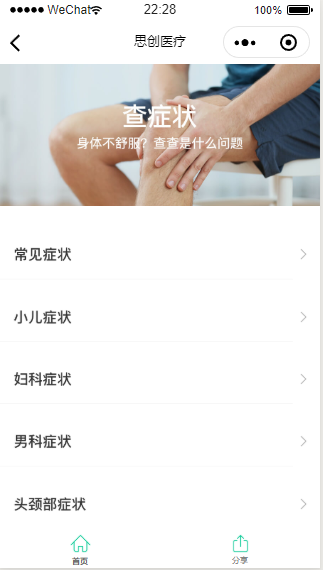 WeChat 22:28 100%
思创医疗
查症状
身体不舒服？查查是什么问题
常见症状
小儿症状
妇科症状
男科症状
头颈部症状
首页 分享